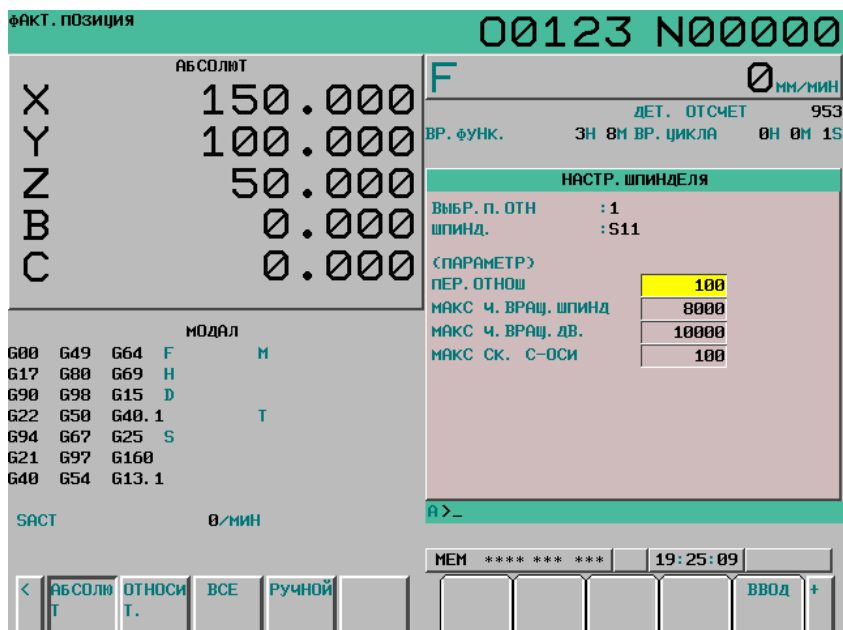 ФАКТ.ПОЗИЦИЯ
O0123 N00000
АБСОЛЮТ
X 150.000
Y 100.000
Z 50.000
B 0.000
C 0.000
F 0 ММ/МИН
ДЕТ. ОТСЧЕТ 953
ВР.ФУНК. 3H 8M ВР.ЦИКЛА 0H 0M 1S
НАСТР.ШПИНДЕЛЯ
ВЫБР.П.ОТН :1
ШПИНД. :S11
(ПАРАМЕТР)
ПЕР.ОТНОШ 100
МАКС Ч.ВРАЩ.ШПИНД 8000
МАКС Ч.ВРАЩ.ДВ. 10000
МАКС СК. С-ОСИ 100
МОДАЛ
G00 G49 G64 F M
G17 G80 G69 H
G90 G98 G15 D
G22 G50 G40.1 T
G94 G67 G25 S
G21 G97 G160
G40 G54 G13.1
SACT 0/МИН
A>_
MEM **** *** *** 19:25:09
< АБСОЛЮ
Т ОТНОСИ
Т. ВСЕ РУЧНОЙ
ВВОД +